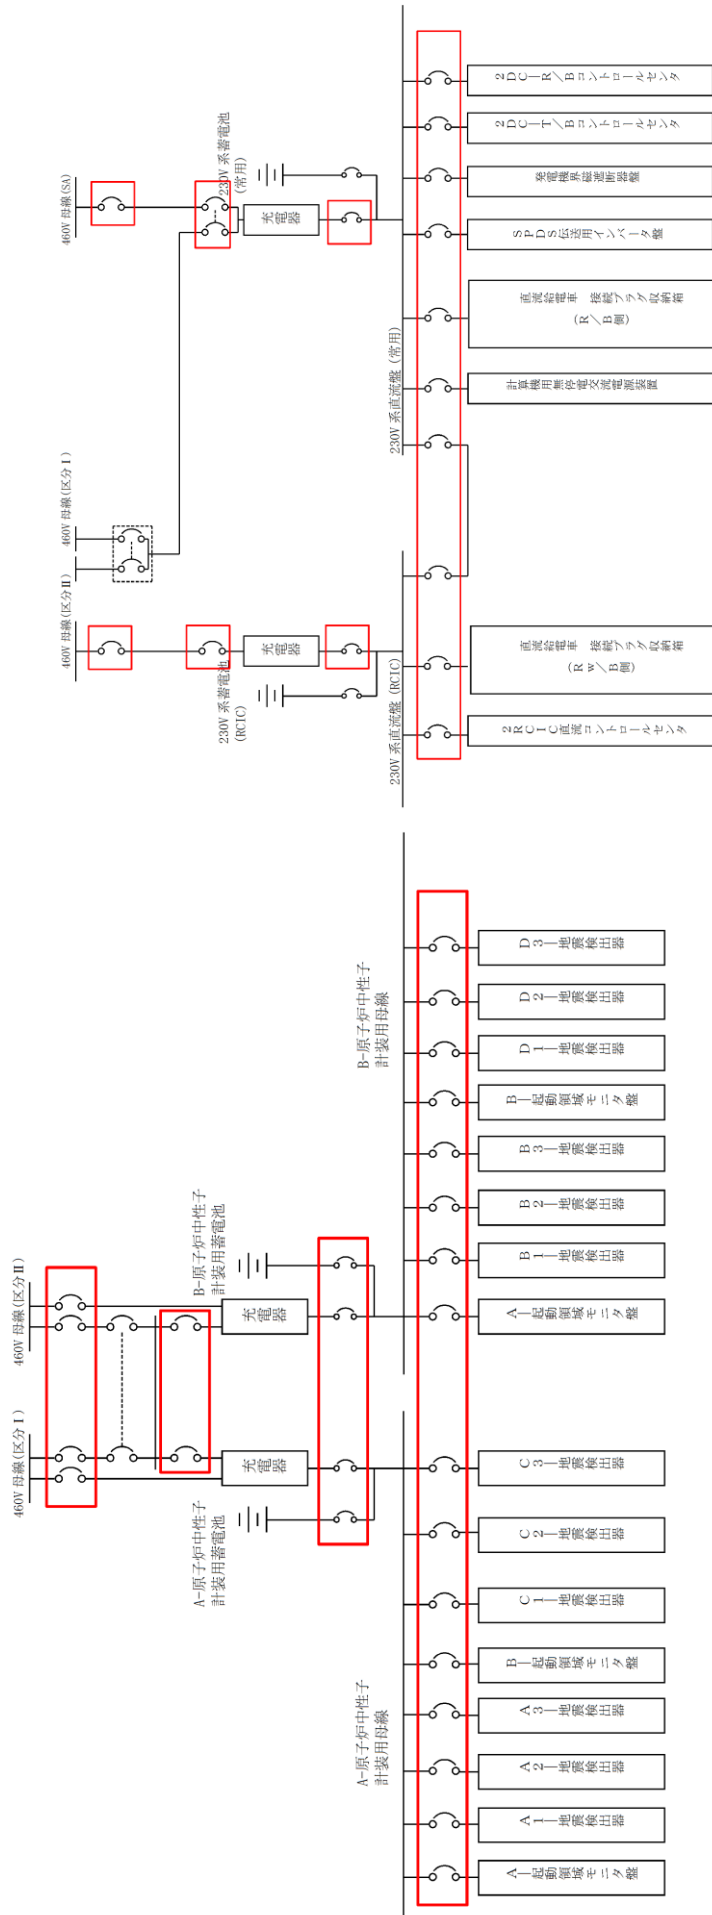 460V 母線(SA)
230V 系蓄電池
(常用)
充電器
2DC－R／Bコントロールセンタ
2DC－T／Bコントロールセンタ
発電機界磁遮断器盤
SPDS伝送用インバータ盤
直流給電車　接続プラグ収納箱
(R／B側)
計算機用無停電交流電源装置
230V 系直流盤(常用)
460V 母線(区分Ⅰ)
460V 母線(区分Ⅱ)
充電器
230V 系蓄電池
(RCIC)
230V 系直流盤(RCIC)
直流給電車　接続プラグ収納箱
(Rw／B側)
2RCIC直流コントロールセンタ
B-原子炉中性子
計装用母線
D3－地震検出器
D2－地震検出器
D1－地震検出器
B－起動領域モニタ盤
B3－地震検出器
B2－地震検出器
B1－地震検出器
A－起動領域モニタ盤
460V 母線(区分Ⅱ)
B-原子炉中性子
計装用蓄電池
充電器
460V 母線(区分Ⅰ)
充電器
A-原子炉中性子
計装用蓄電池
A-原子炉中性子
計装用母線
C3－地震検出器
C2－地震検出器
C1－地震検出器
B－起動領域モニタ盤
A3－地震検出器
A2－地震検出器
A1－地震検出器
A－起動領域モニタ盤